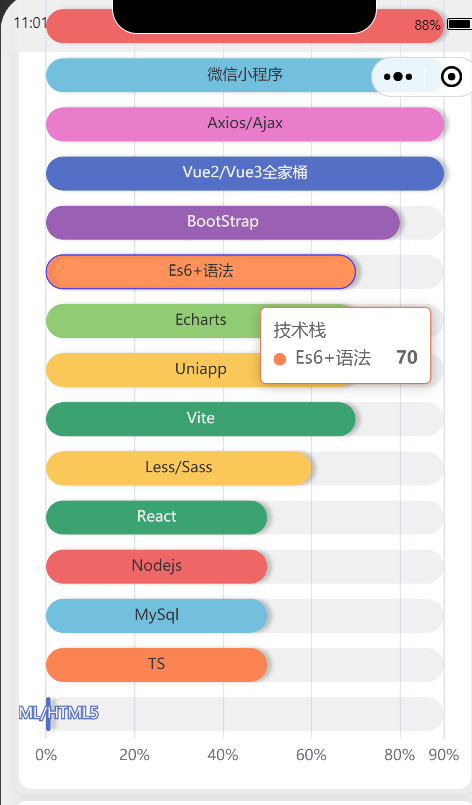 11:01
88%
微信小程序
Axios/Ajax
Vue2/Vue3全家桶
BootStrap
Es6+语法
Echarts
技术栈
Es6+语法 70
Uniapp
Vite
Less/Sass
React
Nodejs
MySql
TS
ML/HTML5
0% 20% 40% 60% 80% 90%